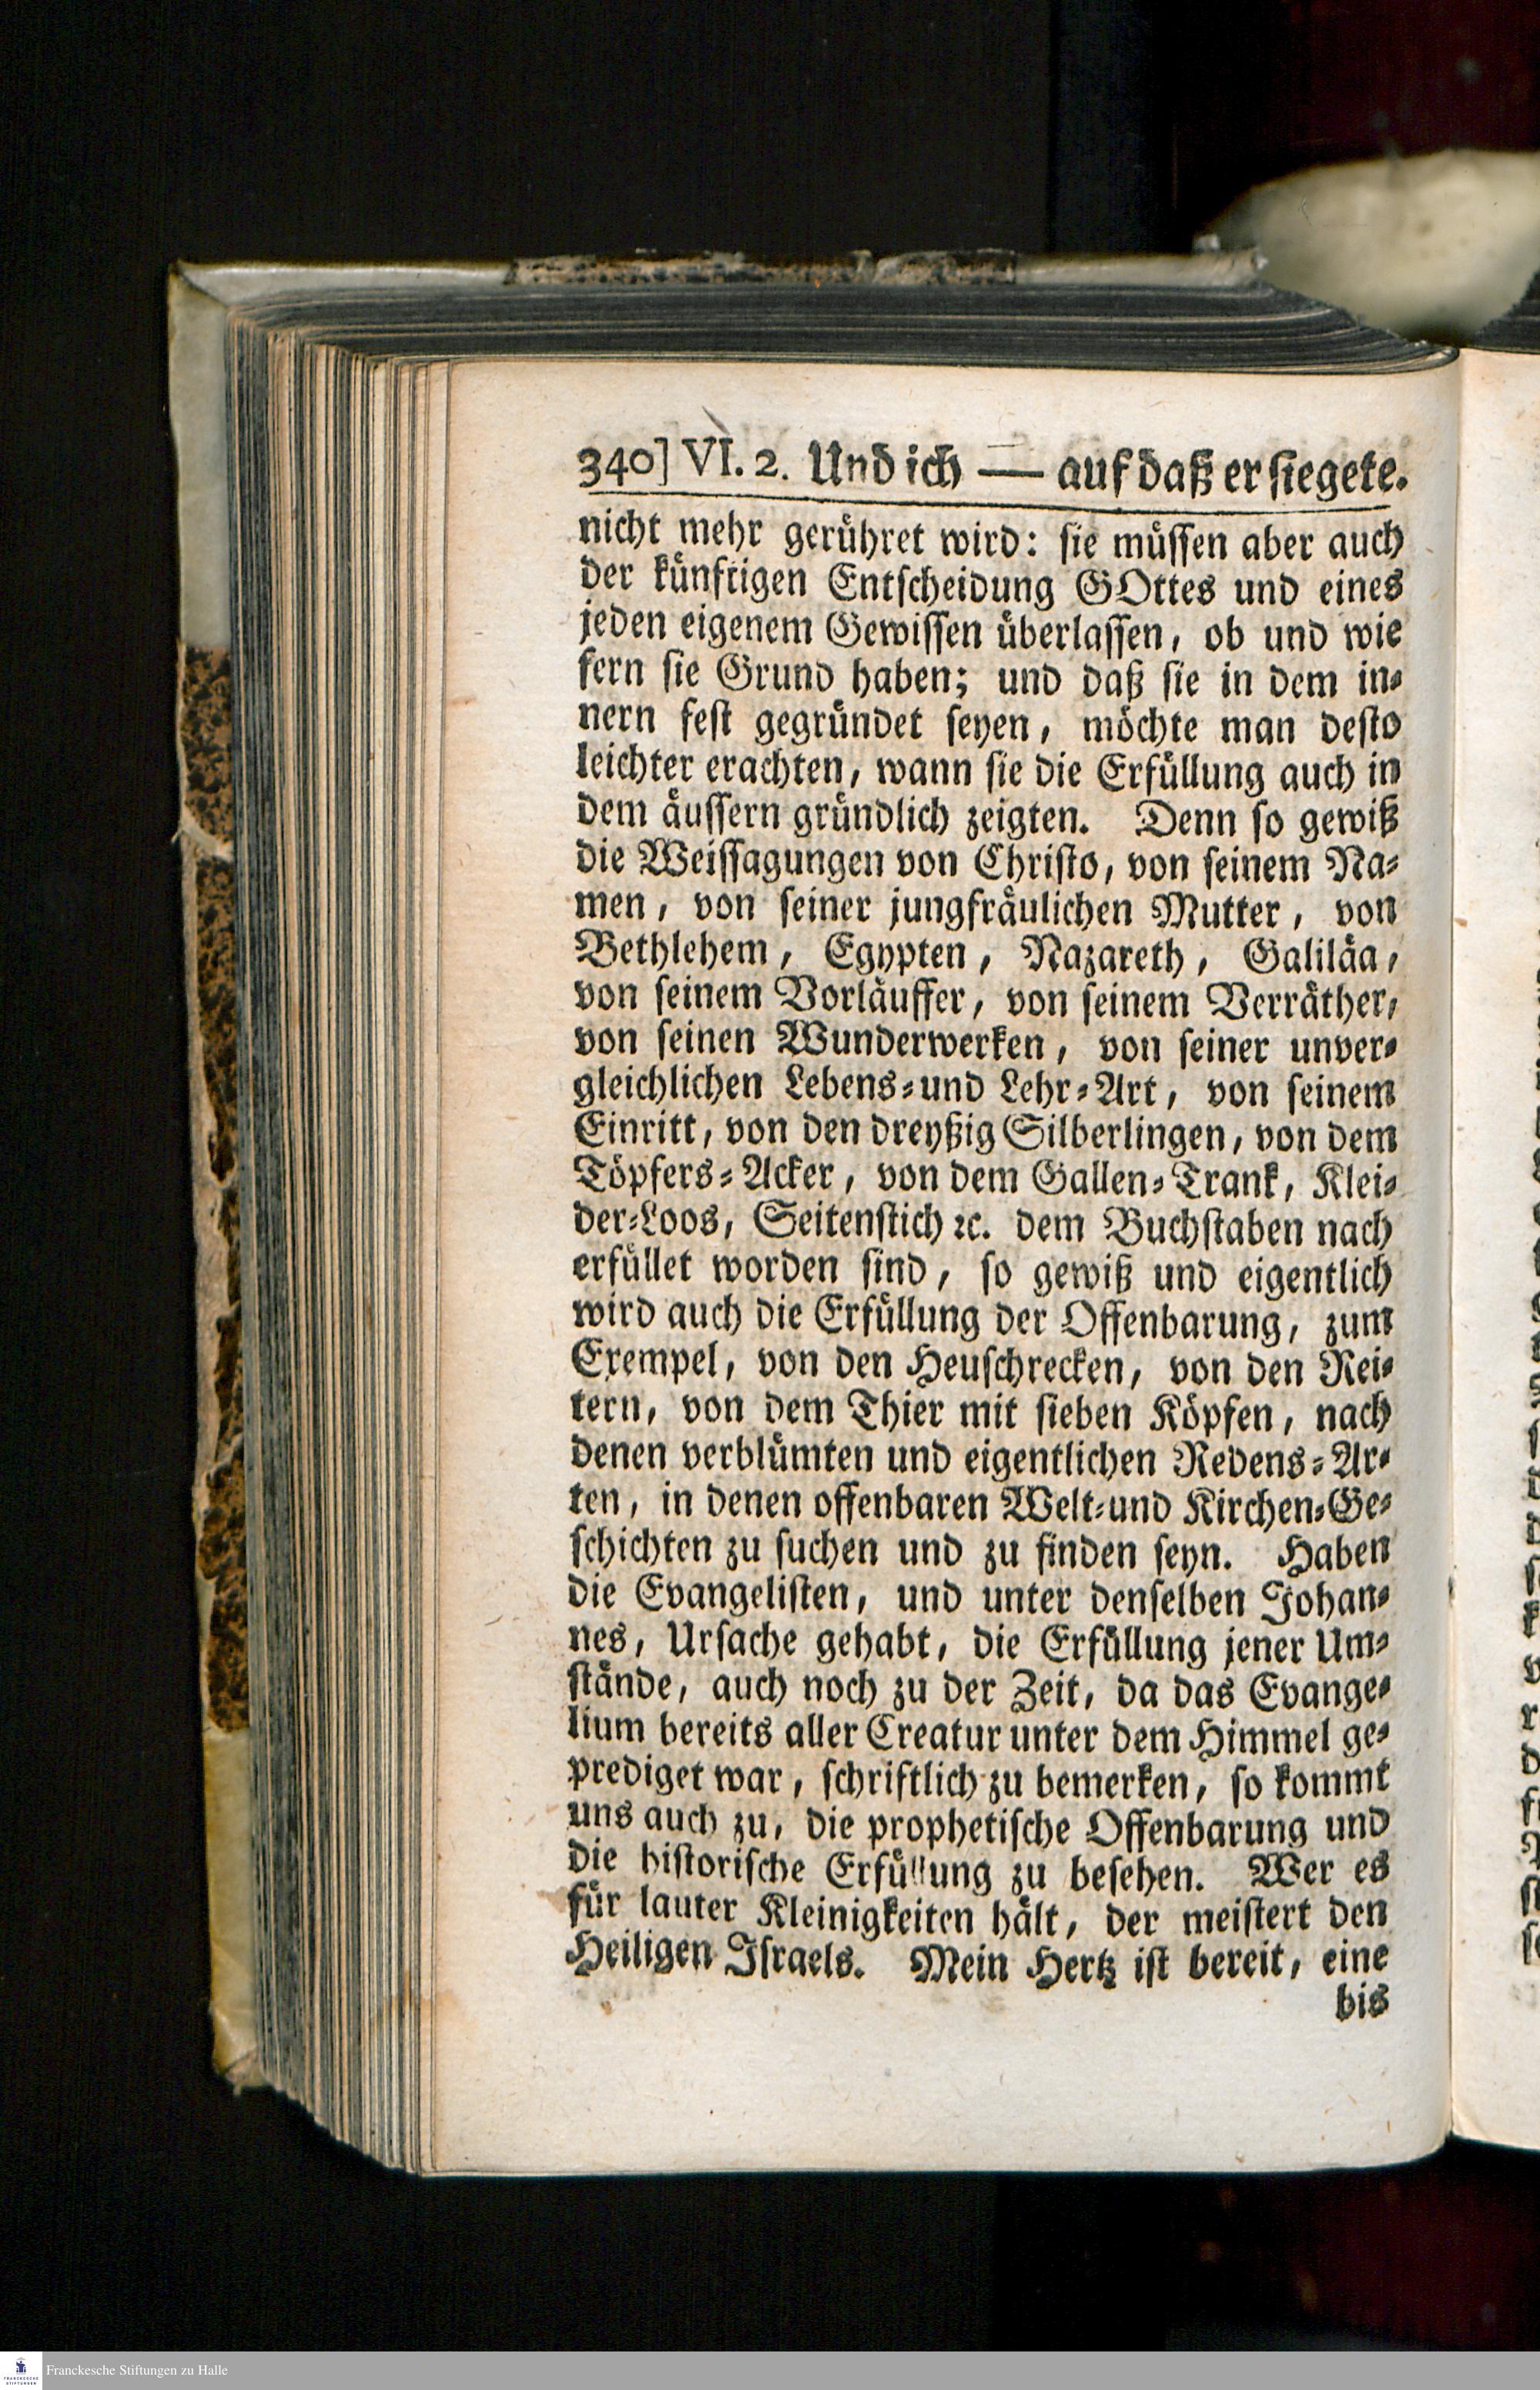 340] VI. 2. Und ich — auf daß er siegete.
nicht mehr gerühret wird: sie müssen aber auch
der künftigen Entscheidung GOttes und eines
jeden eigenem Gewissen überlassen, ob und wie
fern sie Grund haben; und daß sie in dem in-
nern fest gegründet seyen, möchte man desto
leichter erachten, wann sie die Erfüllung auch in
dem äussern gründlich zeigten. Denn so gewiß
die Weissagungen von Christo, von seinem Na-
men, von seiner jungfräulichen Mutter, von
Bethlehem, Egypten, Nazareth, Galiläa,
von seinem Vorläuffer, von seinem Verräther,
von seinen Wunderwerken, von seiner unver-
gleichlichen Lebens-und Lehr-Art, von seinem
Einritt, von den dreyßig Silberlingen, von dem
Töpfers-Acker, von dem Gallen-Trank, Klei-
der-Loos, Seitenstich ꝛc. dem Buchstaben nach
erfüllet worden sind, so gewiß und eigentlich
wird auch die Erfüllung der Offenbarung, zum
Exempel, von den Heuschrecken, von den Rei-
tern, von dem Thier mit sieben Köpfen, nach
denen verblümten und eigentlichen Redens-Ar-
ten, in denen offenbaren Welt-und Kirchen-Ge-
schichten zu suchen und zu finden seyn. Haben
die Evangelisten, und unter denselben Johan-
nes, Ursache gehabt, die Erfüllung jener Um-
stände, auch noch zu der Zeit, da das Evange-
lium bereits aller Creatur unter dem Himmel ge-
prediget war, schriftlich zu bemerken, so kommt
uns auch zu, die prophetische Offenbarung und
die historische Erfüllung zu besehen. Wer es
für lauter Kleinigkeiten hält, der meistert den
Heiligen Israels. Mein Hertz ist bereit, eine
bis
FRANCKESCHE
STIFTUNGEN
Franckesche Stiftungen zu Halle